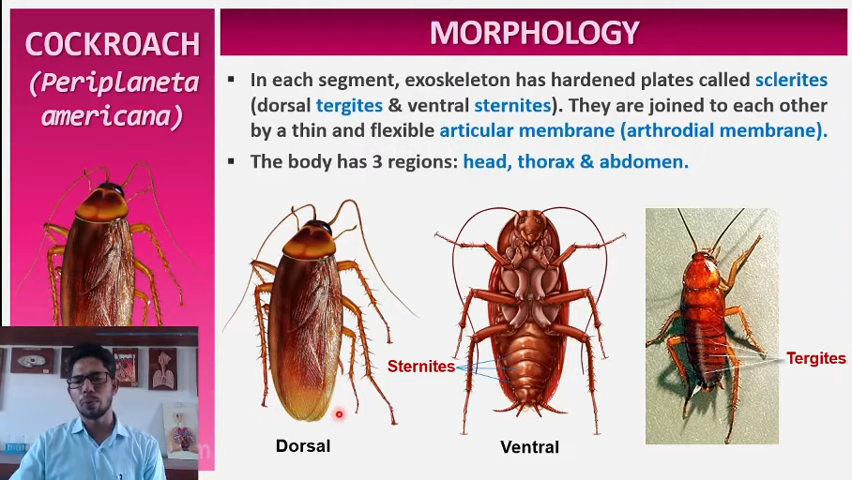 COCKROACH
(Periplaneta
americana)
MORPHOLOGY
▪ In each segment, exoskeleton has hardened plates called sclerites
(dorsal tergites & ventral sternites). They are joined to each other
by a thin and flexible articular membrane (arthrodial membrane).
▪ The body has 3 regions: head, thorax & abdomen.
Sternites
Tergites
Dorsal
Ventral